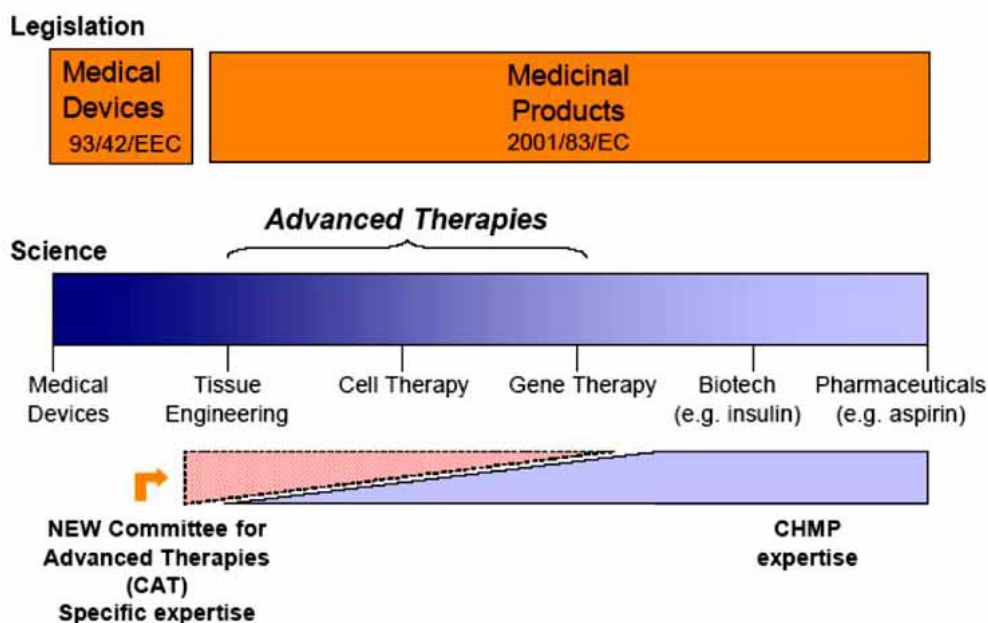 Legislation
Medical
Devices
93/42/EEC
Medicinal
Products
2001/83/EC
Advanced Therapies
Science
Medical
Devices
Tissue
Engineering
Cell Therapy
Gene Therapy
Biotech
(e.g. insulin)
Pharmaceuticals
(e.g. aspirin)
NEW Committee for
Advanced Therapies
(CAT)
Specific expertise
CHMP
expertise